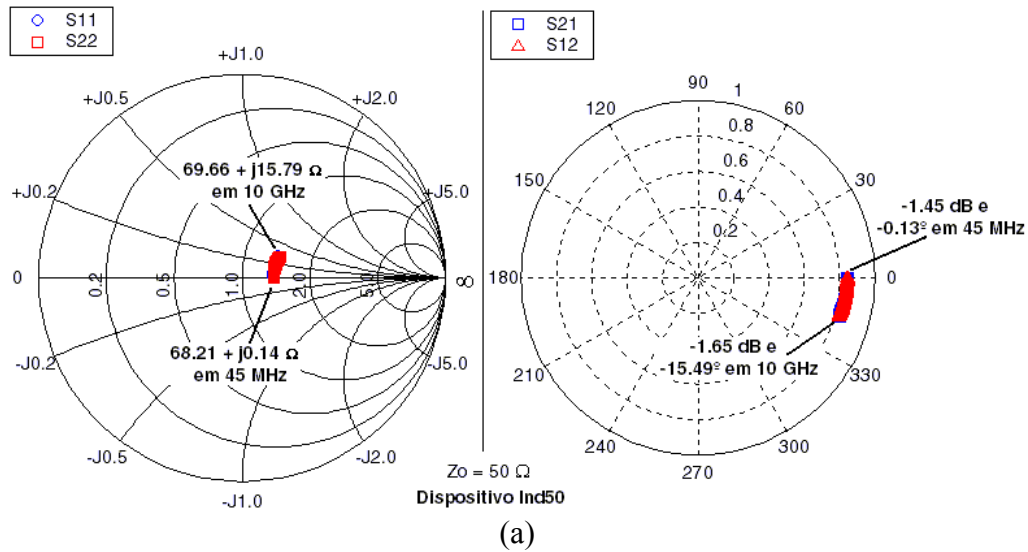 S11
S22
+J1.0
+J0.5
+J2.0
+J0.2
+J5.0
69.66 + j15.79 Ω
em 10 GHz
0
0.2
1.0
2.0
5.0
∞
68.21 + j0.14 Ω
em 45 MHz
-J0.2
-J5.0
-J0.5
-J2.0
-J1.0
S21
S12
90
1
120
60
0.8
0.6
150
30
0.4
0.2
-1.45 dB e
-0.13º em 45 MHz
180
0
-1.65 dB e
-15.49º em 10 GHz
210
330
240
300
270
Zo = 50 Ω
Dispositivo Ind50
(a)